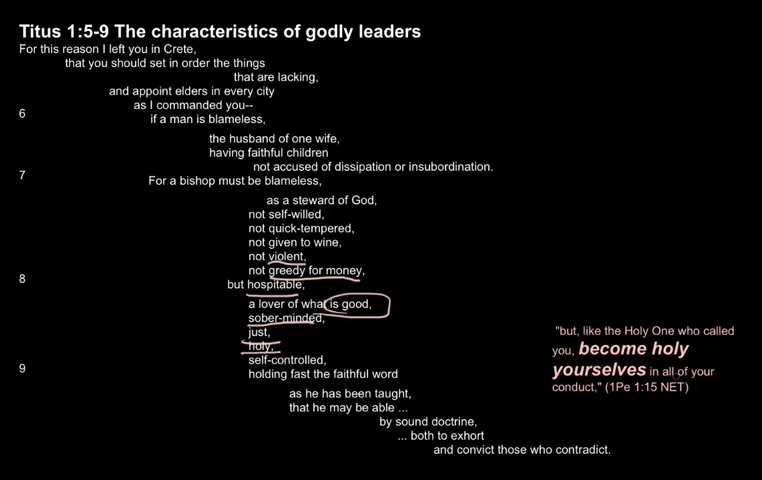 Titus 1:5-9 The characteristics of godly leaders
For this reason I left you in Crete,
that you should set in order the things
that are lacking,
and appoint elders in every city
as I commanded you--
6
if a man is blameless,
the husband of one wife,
having faithful children
not accused of dissipation or insubordination.
7
For a bishop must be blameless,
as a steward of God,
not self-willed,
not quick-tempered,
not given to wine,
not violent,
not greedy for money,
8
but hospitable,
a lover of what is good,
sober-minded,
just,
holy,
self-controlled,
9
holding fast the faithful word
as he has been taught,
that he may be able ...
by sound doctrine,
... both to exhort
and convict those who contradict.
"but, like the Holy One who called
you, become holy
yourselves in all of your
conduct," (1Pe 1:15 NET)